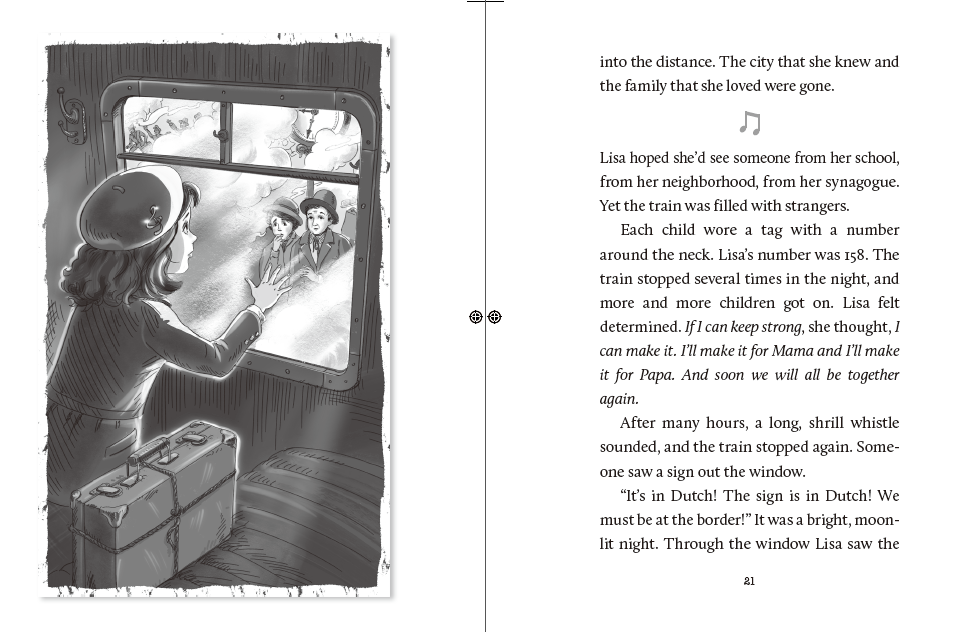 into the distance. The city that she knew and
the family that she loved were gone.
Lisa hoped she’d see someone from her school,
from her neighborhood, from her synagogue.
Yet the train was filled with strangers.
Each child wore a tag with a number
around the neck. Lisa’s number was 158. The
train stopped several times in the night, and
more and more children got on. Lisa felt
determined. If I can keep strong, she thought, I
can make it. I’ll make it for Mama and I’ll make
it for Papa. And soon we will all be together
again.
After many hours, a long, shrill whistle
sounded, and the train stopped again. Some-
one saw a sign out the window.
“It’s in Dutch! The sign is in Dutch! We
must be at the border!” It was a bright, moon-
lit night. Through the window Lisa saw the
21